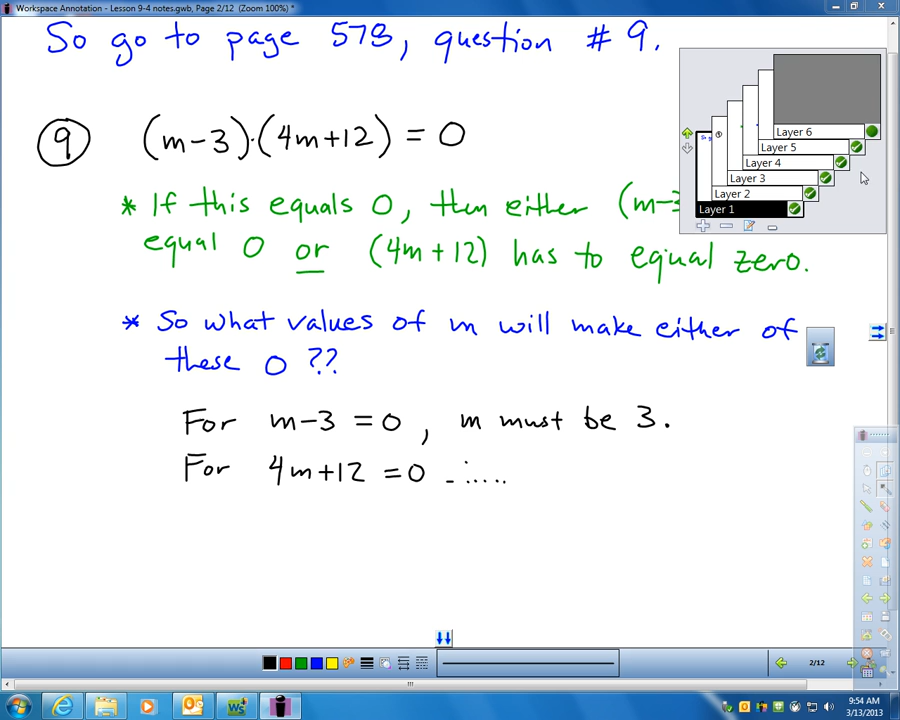 Workspace Annotation - Lesson 9-4 notes.gwb, Page 2/12 (Zoom 100%) *
So go to page 578, question # 9.
Layer 6
Layer 5
Layer 4
Layer 3
Layer 2
Layer 1
9 (m-3)·(4m+12) = 0
* If this equals 0, then either (m-3
equal 0 or (4m+12) has to equal zero.
* So what values of m will make either of
these 0 ??
For m-3 = 0, m must be 3.
For 4m+12 = 0 ......
2/12
9:54 AM
3/13/2013